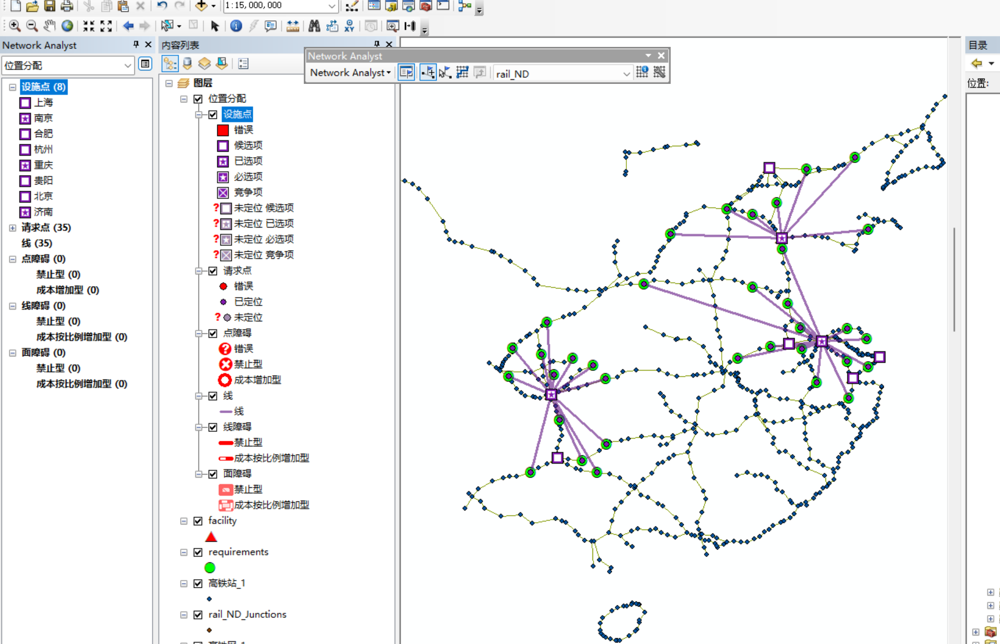 1:15,000,000
Network Analyst
位置分配
设施点 (8)
上海
南京
合肥
杭州
重庆
贵阳
北京
济南
请求点 (35)
线 (35)
点障碍 (0)
禁止型 (0)
成本增加型 (0)
线障碍 (0)
禁止型 (0)
成本按比例增加型 (0)
面障碍 (0)
禁止型 (0)
成本按比例增加型 (0)
内容列表
图层
位置分配
设施点
错误
候选项
已选项
必选项
竞争项
? 未定位 候选项
? 未定位 已选项
? 未定位 必选项
? 未定位 竞争项
请求点
错误
已定位
? 未定位
点障碍
错误
禁止型
成本增加型
线
线
线障碍
禁止型
成本按比例增加型
面障碍
禁止型
成本按比例增加型
facility
requirements
高铁站_1
rail_ND_Junctions
Network Analyst
Network Analyst
rail_ND
目录
位置: